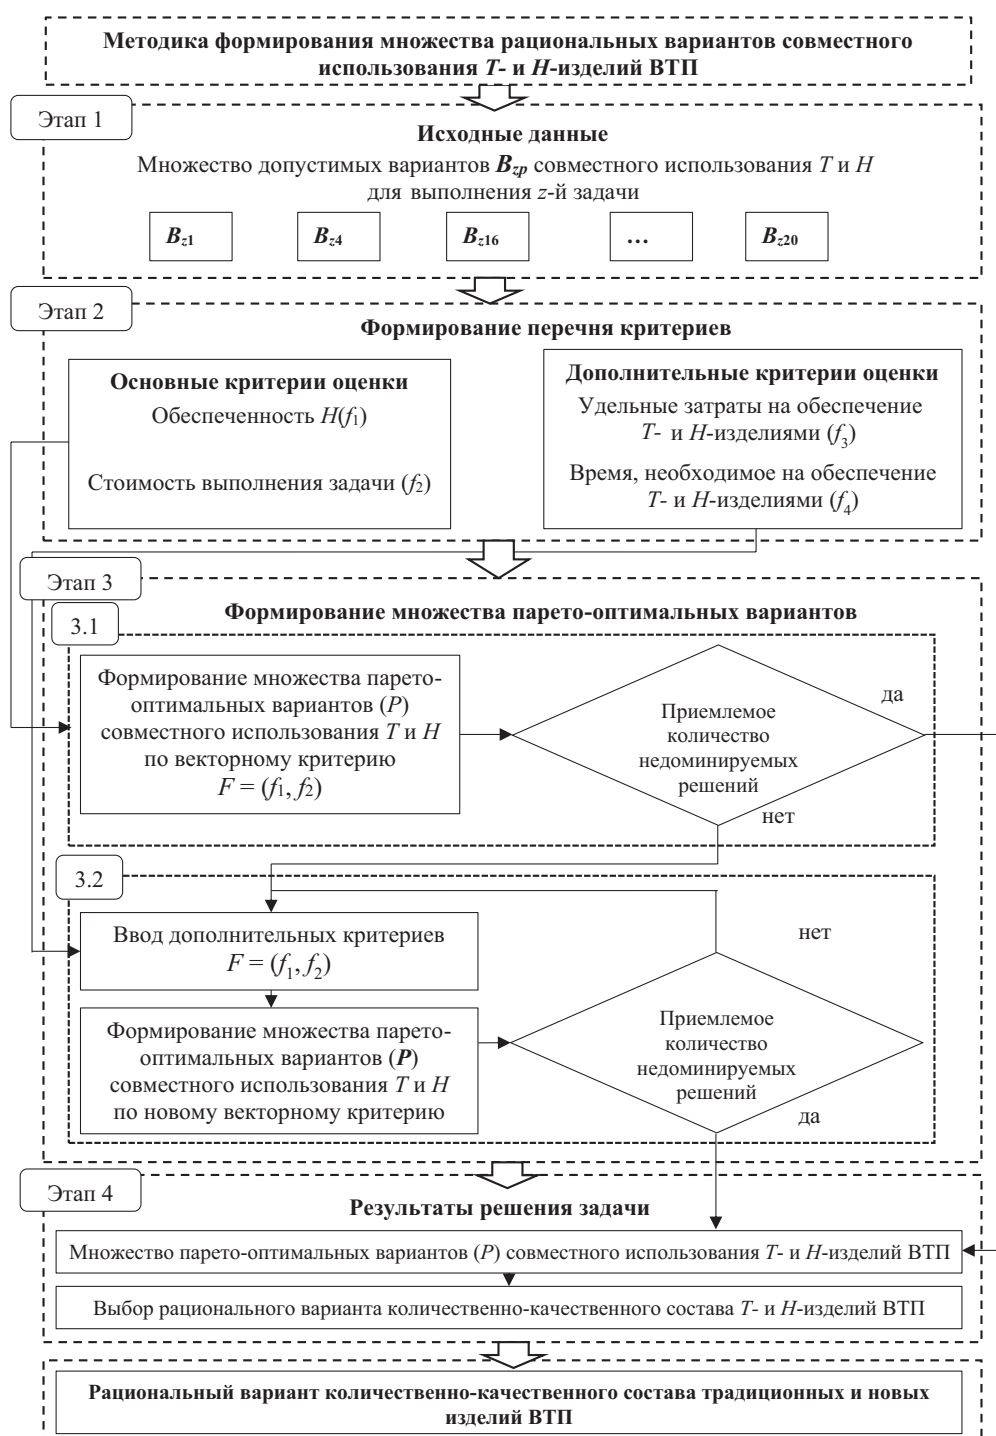 Методика формирования множества рациональных вариантов совместного
использования T- и H-изделий ВТП
Этап 1
Исходные данные
Множество допустимых вариантов Bzp совместного использования T и H
для выполнения z-й задачи
Bz1
Bz4
Bz16
...
Bz20
Этап 2
Формирование перечня критериев
Основные критерии оценки
Обеспеченность H(f1)
Стоимость выполнения задачи (f2)
Дополнительные критерии оценки
Удельные затраты на обеспечение
T- и H-изделиями (f3)
Время, необходимое на обеспечение
T- и H-изделиями (f4)
Этап 3
Формирование множества парето-оптимальных вариантов
3.1
Формирование множества парето-
оптимальных вариантов (P)
совместного использования T и H
по векторному критерию
F = (f1, f2)
Приемлемое
количество
недоминируемых
решений
да
нет
3.2
Ввод дополнительных критериев
F = (f1, f2)
Формирование множества парето-
оптимальных вариантов (P)
совместного использования T и H
по новому векторному критерию
Приемлемое
количество
недоминируемых
решений
нет
да
Этап 4
Результаты решения задачи
Множество парето-оптимальных вариантов (P) совместного использования T- и H-изделий ВТП
Выбор рационального варианта количественно-качественного состава T- и H-изделий ВТП
Рациональный вариант количественно-качественного состава традиционных и новых
изделий ВТП